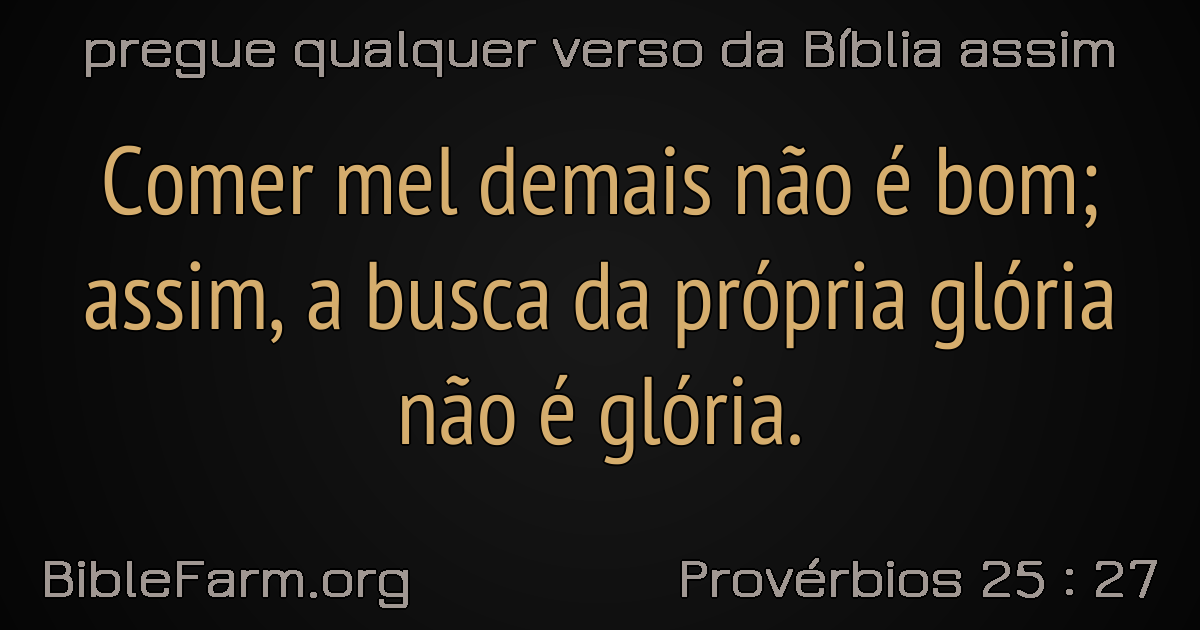 pregue qualquer verso da Bíblia assim
Comer mel demais não é bom;
assim, a busca da própria glória
não é glória.
BibleFarm.org
Provérbios 25 : 27